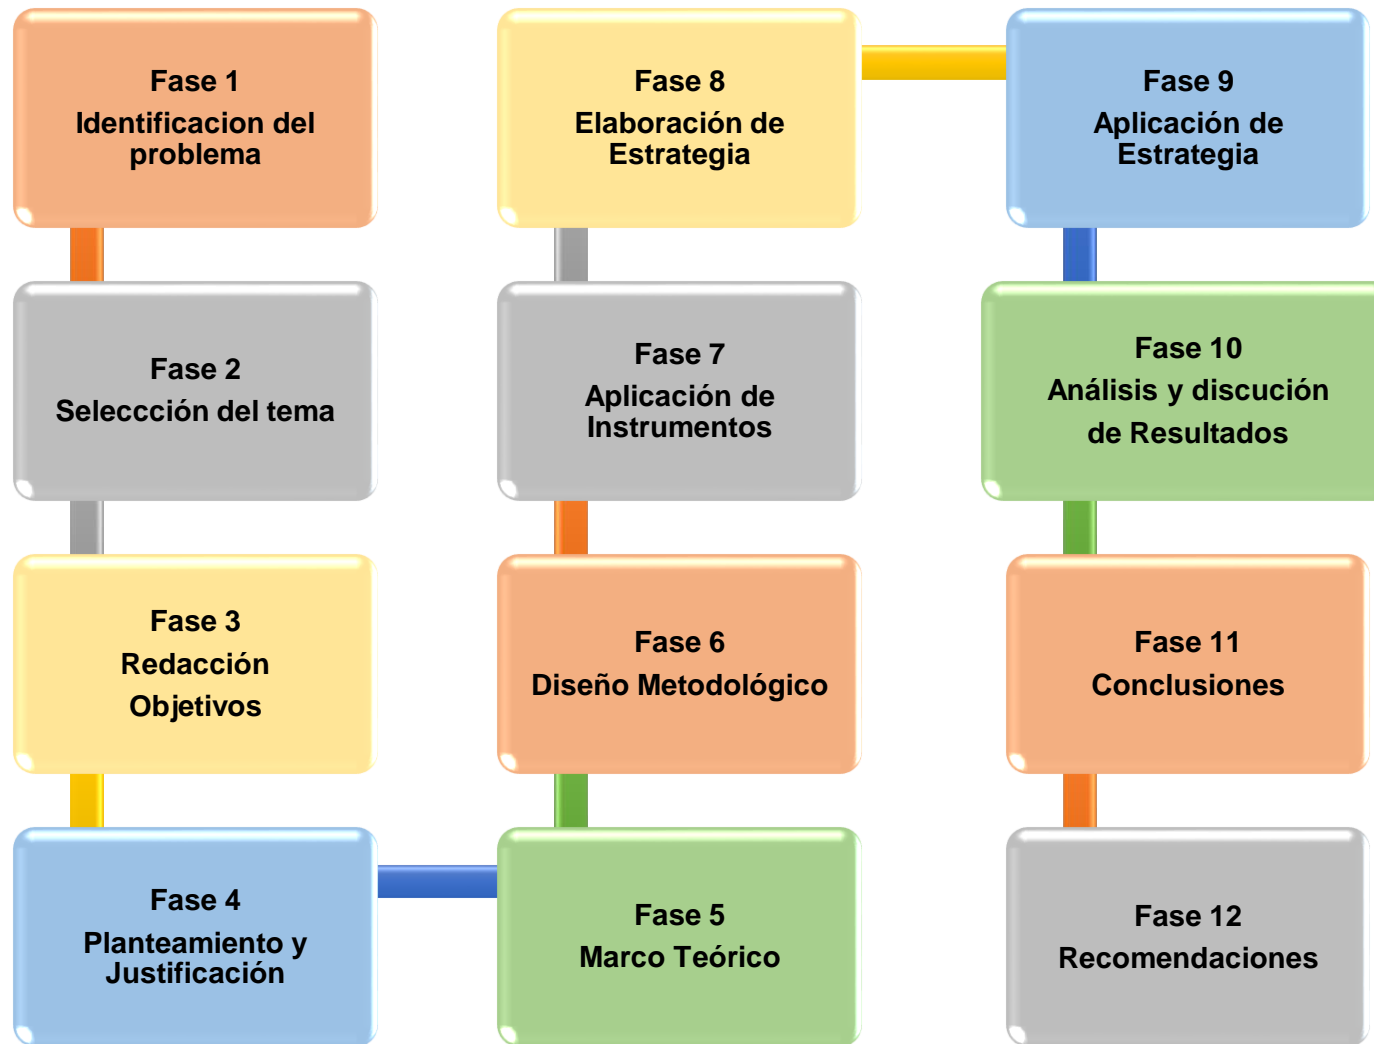 Fase 1
Identificacion del
problema
Fase 2
Seleccción del tema
Fase 3
Redacción
Objetivos
Fase 4
Planteamiento y
Justificación
Fase 5
Marco Teórico
Fase 6
Diseño Metodológico
Fase 7
Aplicación de
Instrumentos
Fase 8
Elaboración de
Estrategia
Fase 9
Aplicación de
Estrategia
Fase 10
Análisis y discución
de Resultados
Fase 11
Conclusiones
Fase 12
Recomendaciones